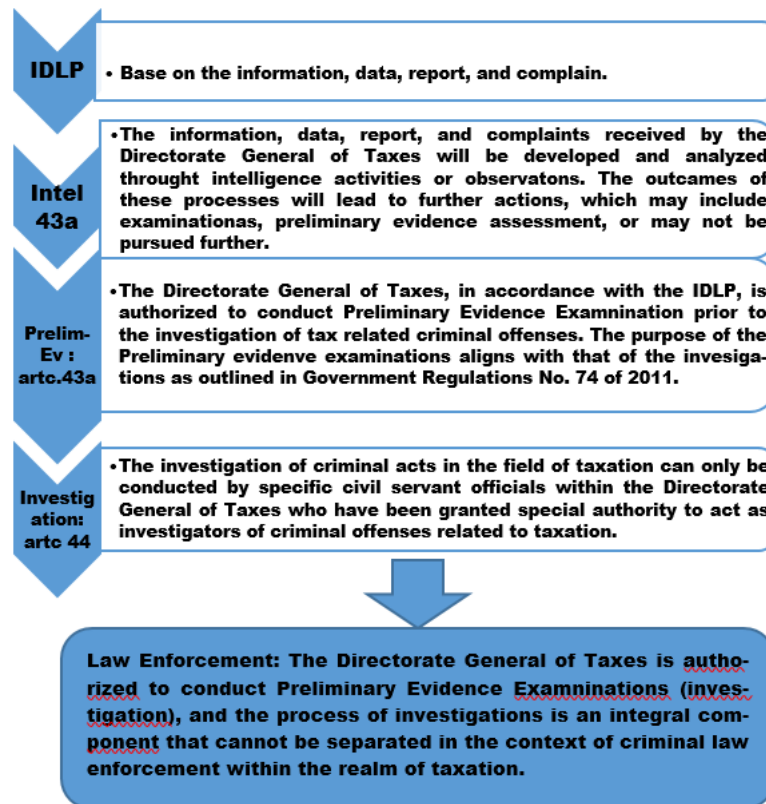 IDLP
• Base on the information, data, report, and complain.
Intel
43a
•The information, data, report, and complaints received by the
Directorate General of Taxes will be developed and analyzed
throught intelligence activities or observatons. The outcomes of
these processes will lead to further actions, which may include
examinationas, preliminary evidence assessment, or may not be
pursued further.
Prelim-
Ev :
artc.43a
•The Directorate General of Taxes, in accordance with the IDLP, is
authorized to conduct Preliminary Evidence Examnination prior to
the investigation of tax related criminal offenses. The purpose of the
Preliminary evidenve examinations aligns with that of the invesiga-
tions as outlined in Government Regulations No. 74 of 2011.
Investig
ation:
artc 44
•The investigation of criminal acts in the field of taxation can only be
conducted by specific civil servant officials within the Directorate
General of Taxes who have been granted special authority to act as
investigators of criminal offenses related to taxation.
Law Enforcement: The Directorate General of Taxes is autho-
rized to conduct Preliminary Evidence Examninations (inves-
tigation), and the process of investigations is an integral com-
ponent that cannot be separated in the context of criminal law
enforcement within the realm of taxation.